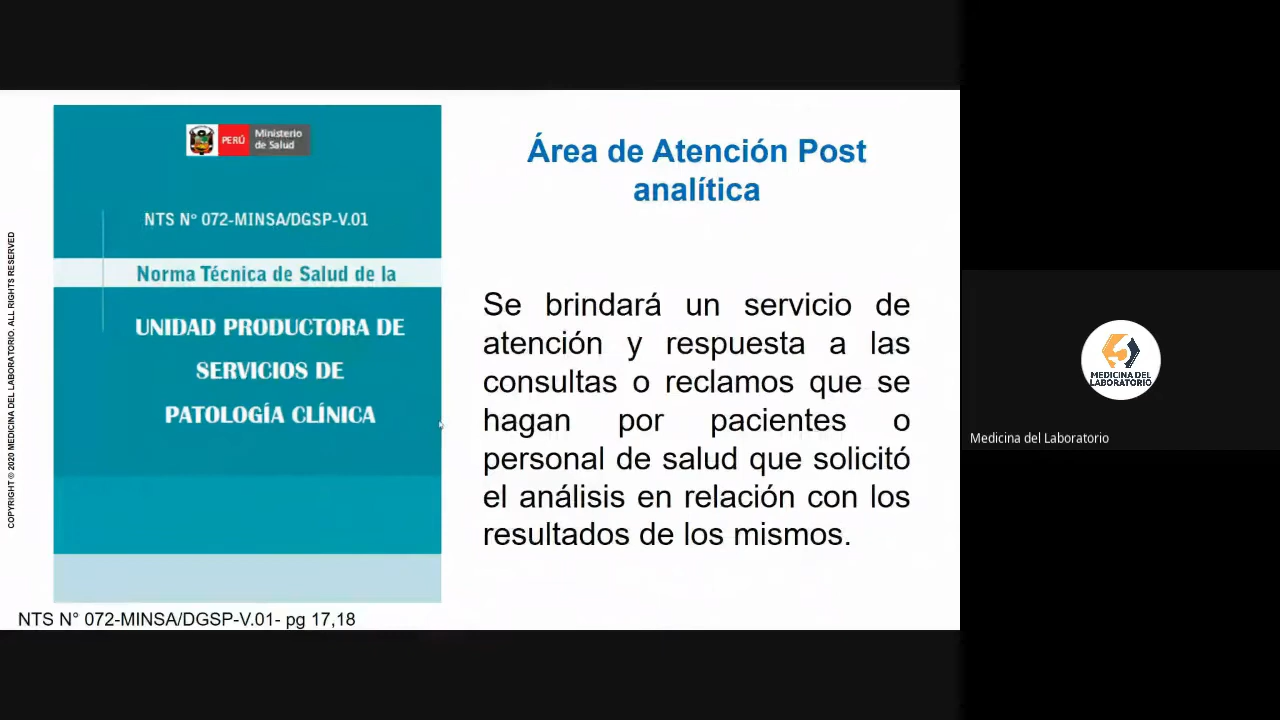 PERÚ
Ministerio
de Salud
NTS N° 072-MINSA/DGSP-V.01
Norma Técnica de Salud de la
UNIDAD PRODUCTORA DE
SERVICIOS DE
PATOLOGÍA CLÍNICA
NTS N° 072-MINSA/DGSP-V.01- pg 17,18
COPYRIGHT © 2020 MEDICINA DEL LABORATORIO. ALL RIGHTS RESERVED
Área de Atención Post
analítica
Se brindará un servicio de
atención y respuesta a las
consultas o reclamos que se
hagan por pacientes o
personal de salud que solicitó
el análisis en relación con los
resultados de los mismos.
MEDICINA DEL
LABORATORIO
Medicina del Laboratorio